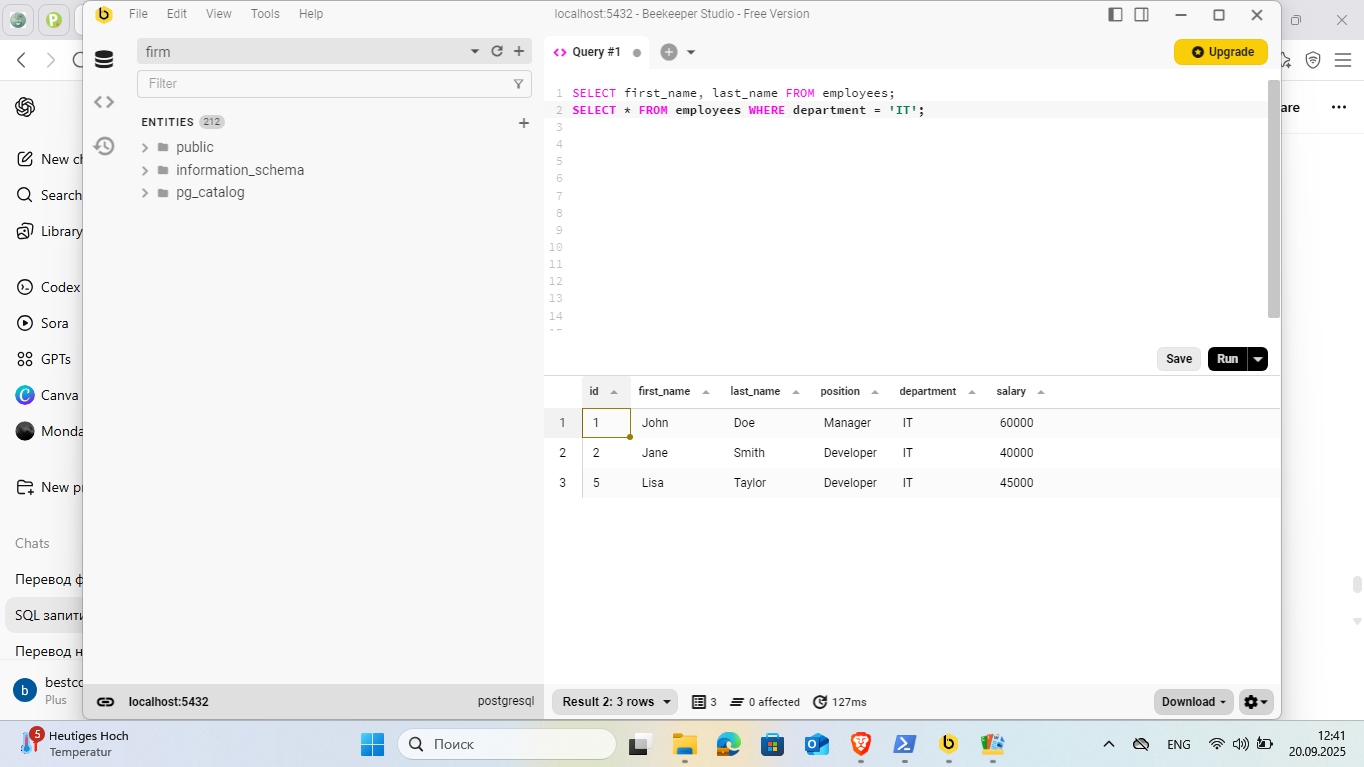 File Edit View Tools Help
localhost:5432 - Beekeeper Studio - Free Version
firm
Filter
ENTITIES 212
public
information_schema
pg_catalog
localhost:5432
postgresql
Query #1
Upgrade
1 SELECT first_name, last_name FROM employees;
2 SELECT * FROM employees WHERE department = 'IT';
3
4
5
6
7
8
9
10
11
12
13
14
Save Run
id first_name last_name position department salary
1 1 John Doe Manager IT 60000
2 2 Jane Smith Developer IT 40000
3 5 Lisa Taylor Developer IT 45000
Result 2: 3 rows 3 0 affected 127ms
Download
New ch
Search
Library
Codex
Sora
GPTs
Canva
Monda
New pr
Chats
Перевод ф
SQL запити
Перевод н
b
bestco
Plus
are
5
Heutiges Hoch
Temperatur
Поиск
ENG
12:41
20.09.2025